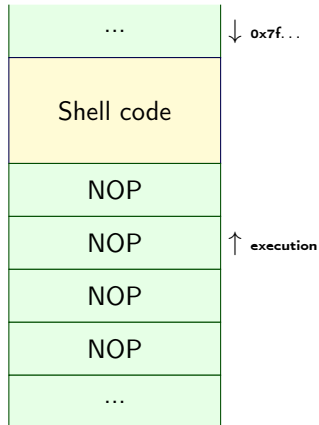 ...
↓ 0x7f...
Shell code
NOP
NOP
↑ execution
NOP
NOP
...